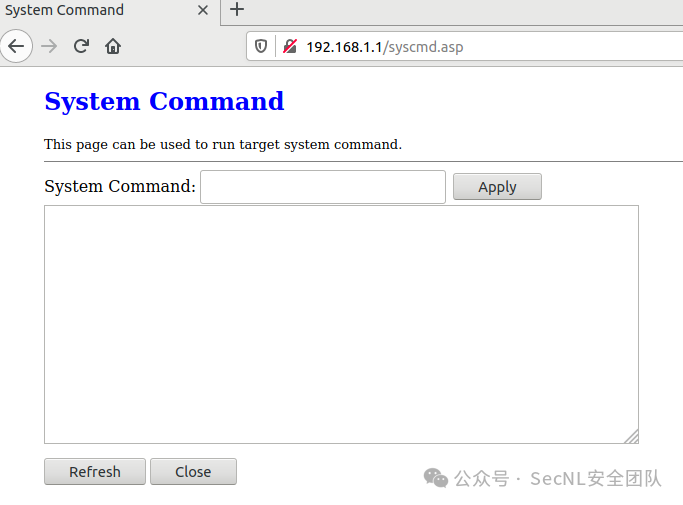 System Command
192.168.1.1/syscmd.asp
System Command
This page can be used to run target system command.
System Command: Apply
Refresh Close
公众号 · SecNL安全团队